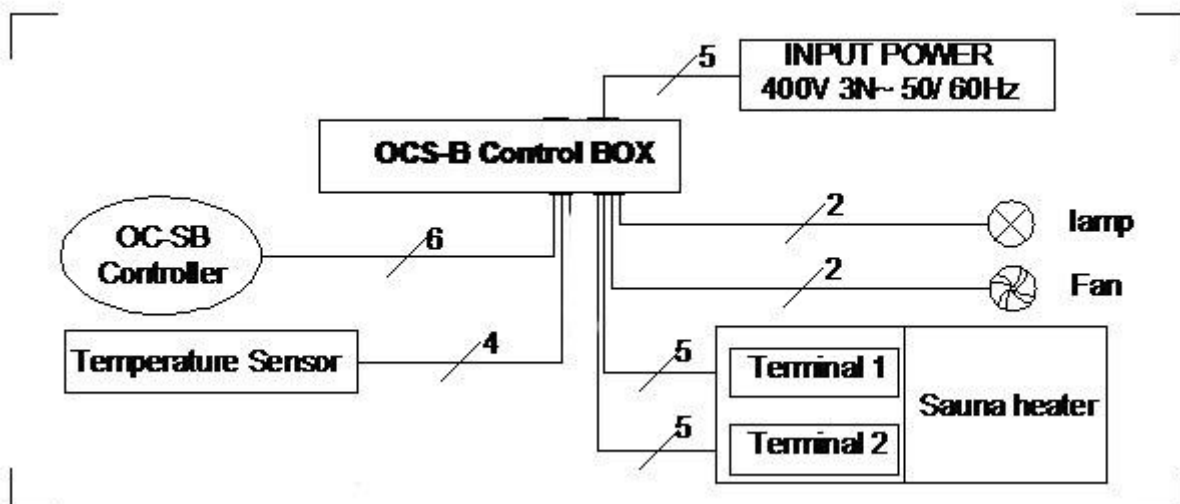 INPUT POWER
400V 3N~ 50/ 60Hz
5
OCS-B Control BOX
OC-SB
Controller
6
2
lamp
2
Fan
Temperature Sensor
4
5
Terminal 1
Sauna heater
5
Terminal 2